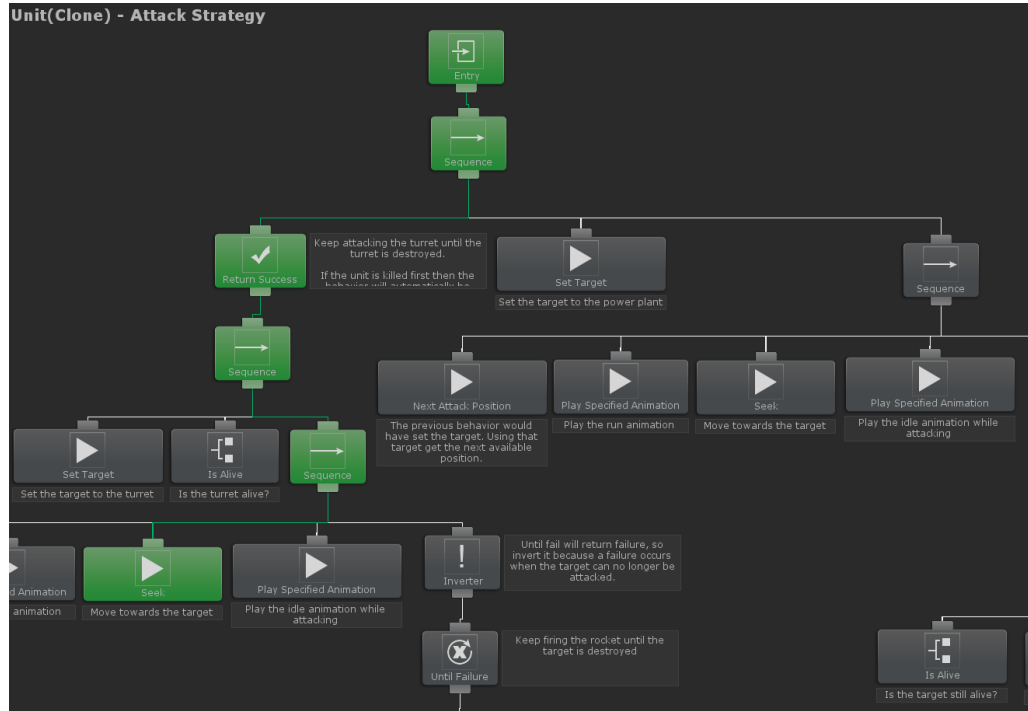 Unit(Clone) - Attack Strategy
Entry
Sequence
Return Success
Keep attacking the turret until the
turret is destroyed.
If the unit is killed first then the
behavior will automatically be
Set Target
Set the target to the power plant
Sequence
Sequence
Next Attack Position
The previous behavior would
have set the target. Using that
target get the next available
position.
Play Specified Animation
Play the run animation
Seek
Move towards the target
Play Specified Animation
Play the idle animation while
attacking
Set Target
Set the target to the turret
Is Alive
Is the turret alive?
Sequence
d Animation
animation
Seek
Move towards the target
Play Specified Animation
Play the idle animation while
attacking
Inverter
Until fail will return failure, so
invert it because a failure occurs
when the target can no longer be
attacked.
Until Failure
Keep firing the rocket until the
target is destroyed
Is Alive
Is the target still alive?